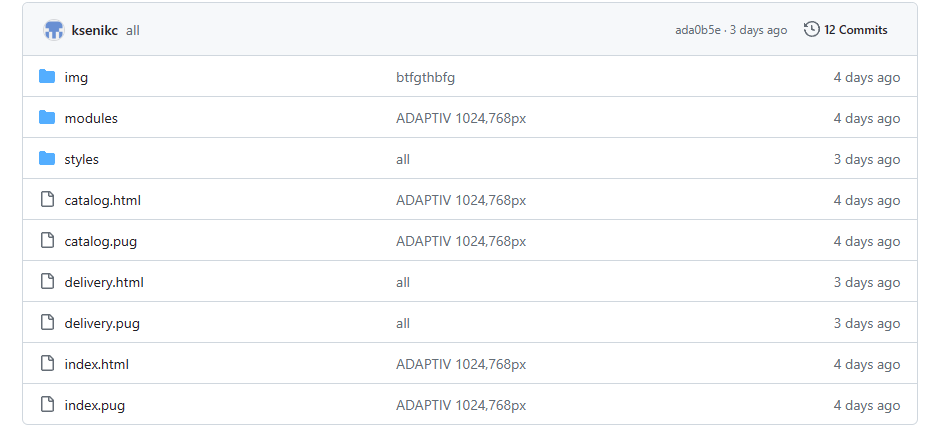 ksenikc all ada0b5e · 3 days ago 12 Commits
img btfgthbfg 4 days ago
modules ADAPTIV 1024,768px 4 days ago
styles all 3 days ago
catalog.html ADAPTIV 1024,768px 4 days ago
catalog.pug ADAPTIV 1024,768px 4 days ago
delivery.html all 3 days ago
delivery.pug all 3 days ago
index.html ADAPTIV 1024,768px 4 days ago
index.pug ADAPTIV 1024,768px 4 days ago